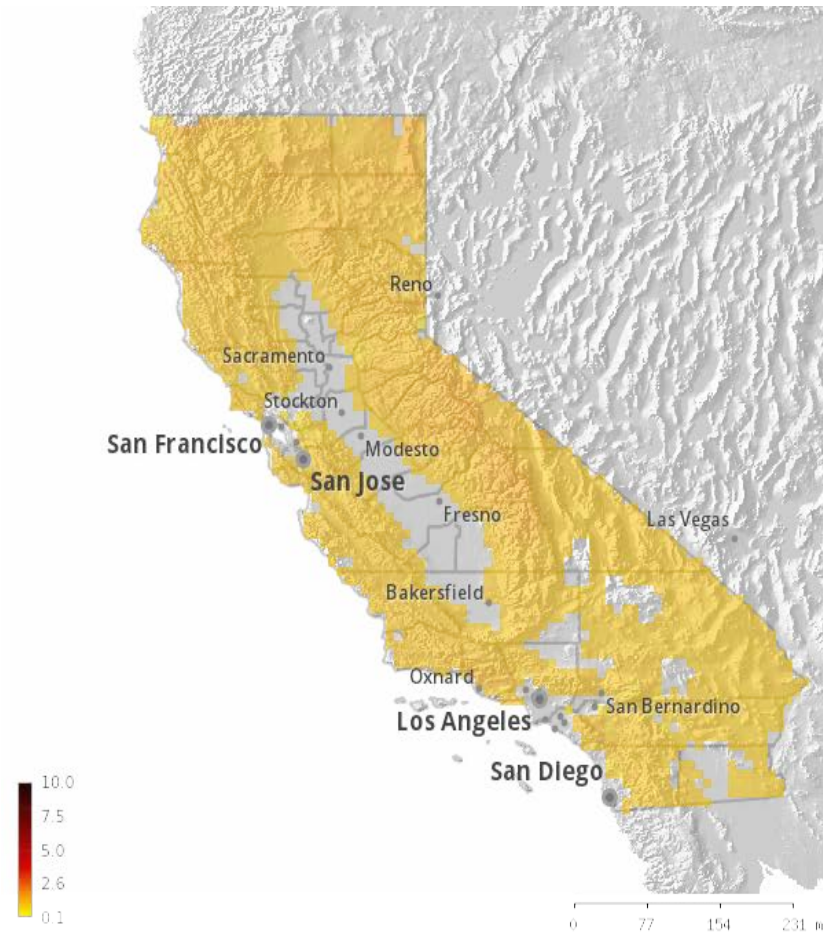 Reno
Sacramento
Stockton
San Francisco
Modesto
San Jose
Fresno
Las Vegas
Bakersfield
Oxnard
San Bernardino
Los Angeles
San Diego
10.0
7.5
5.0
2.6
0.1
0 77 154 231 m